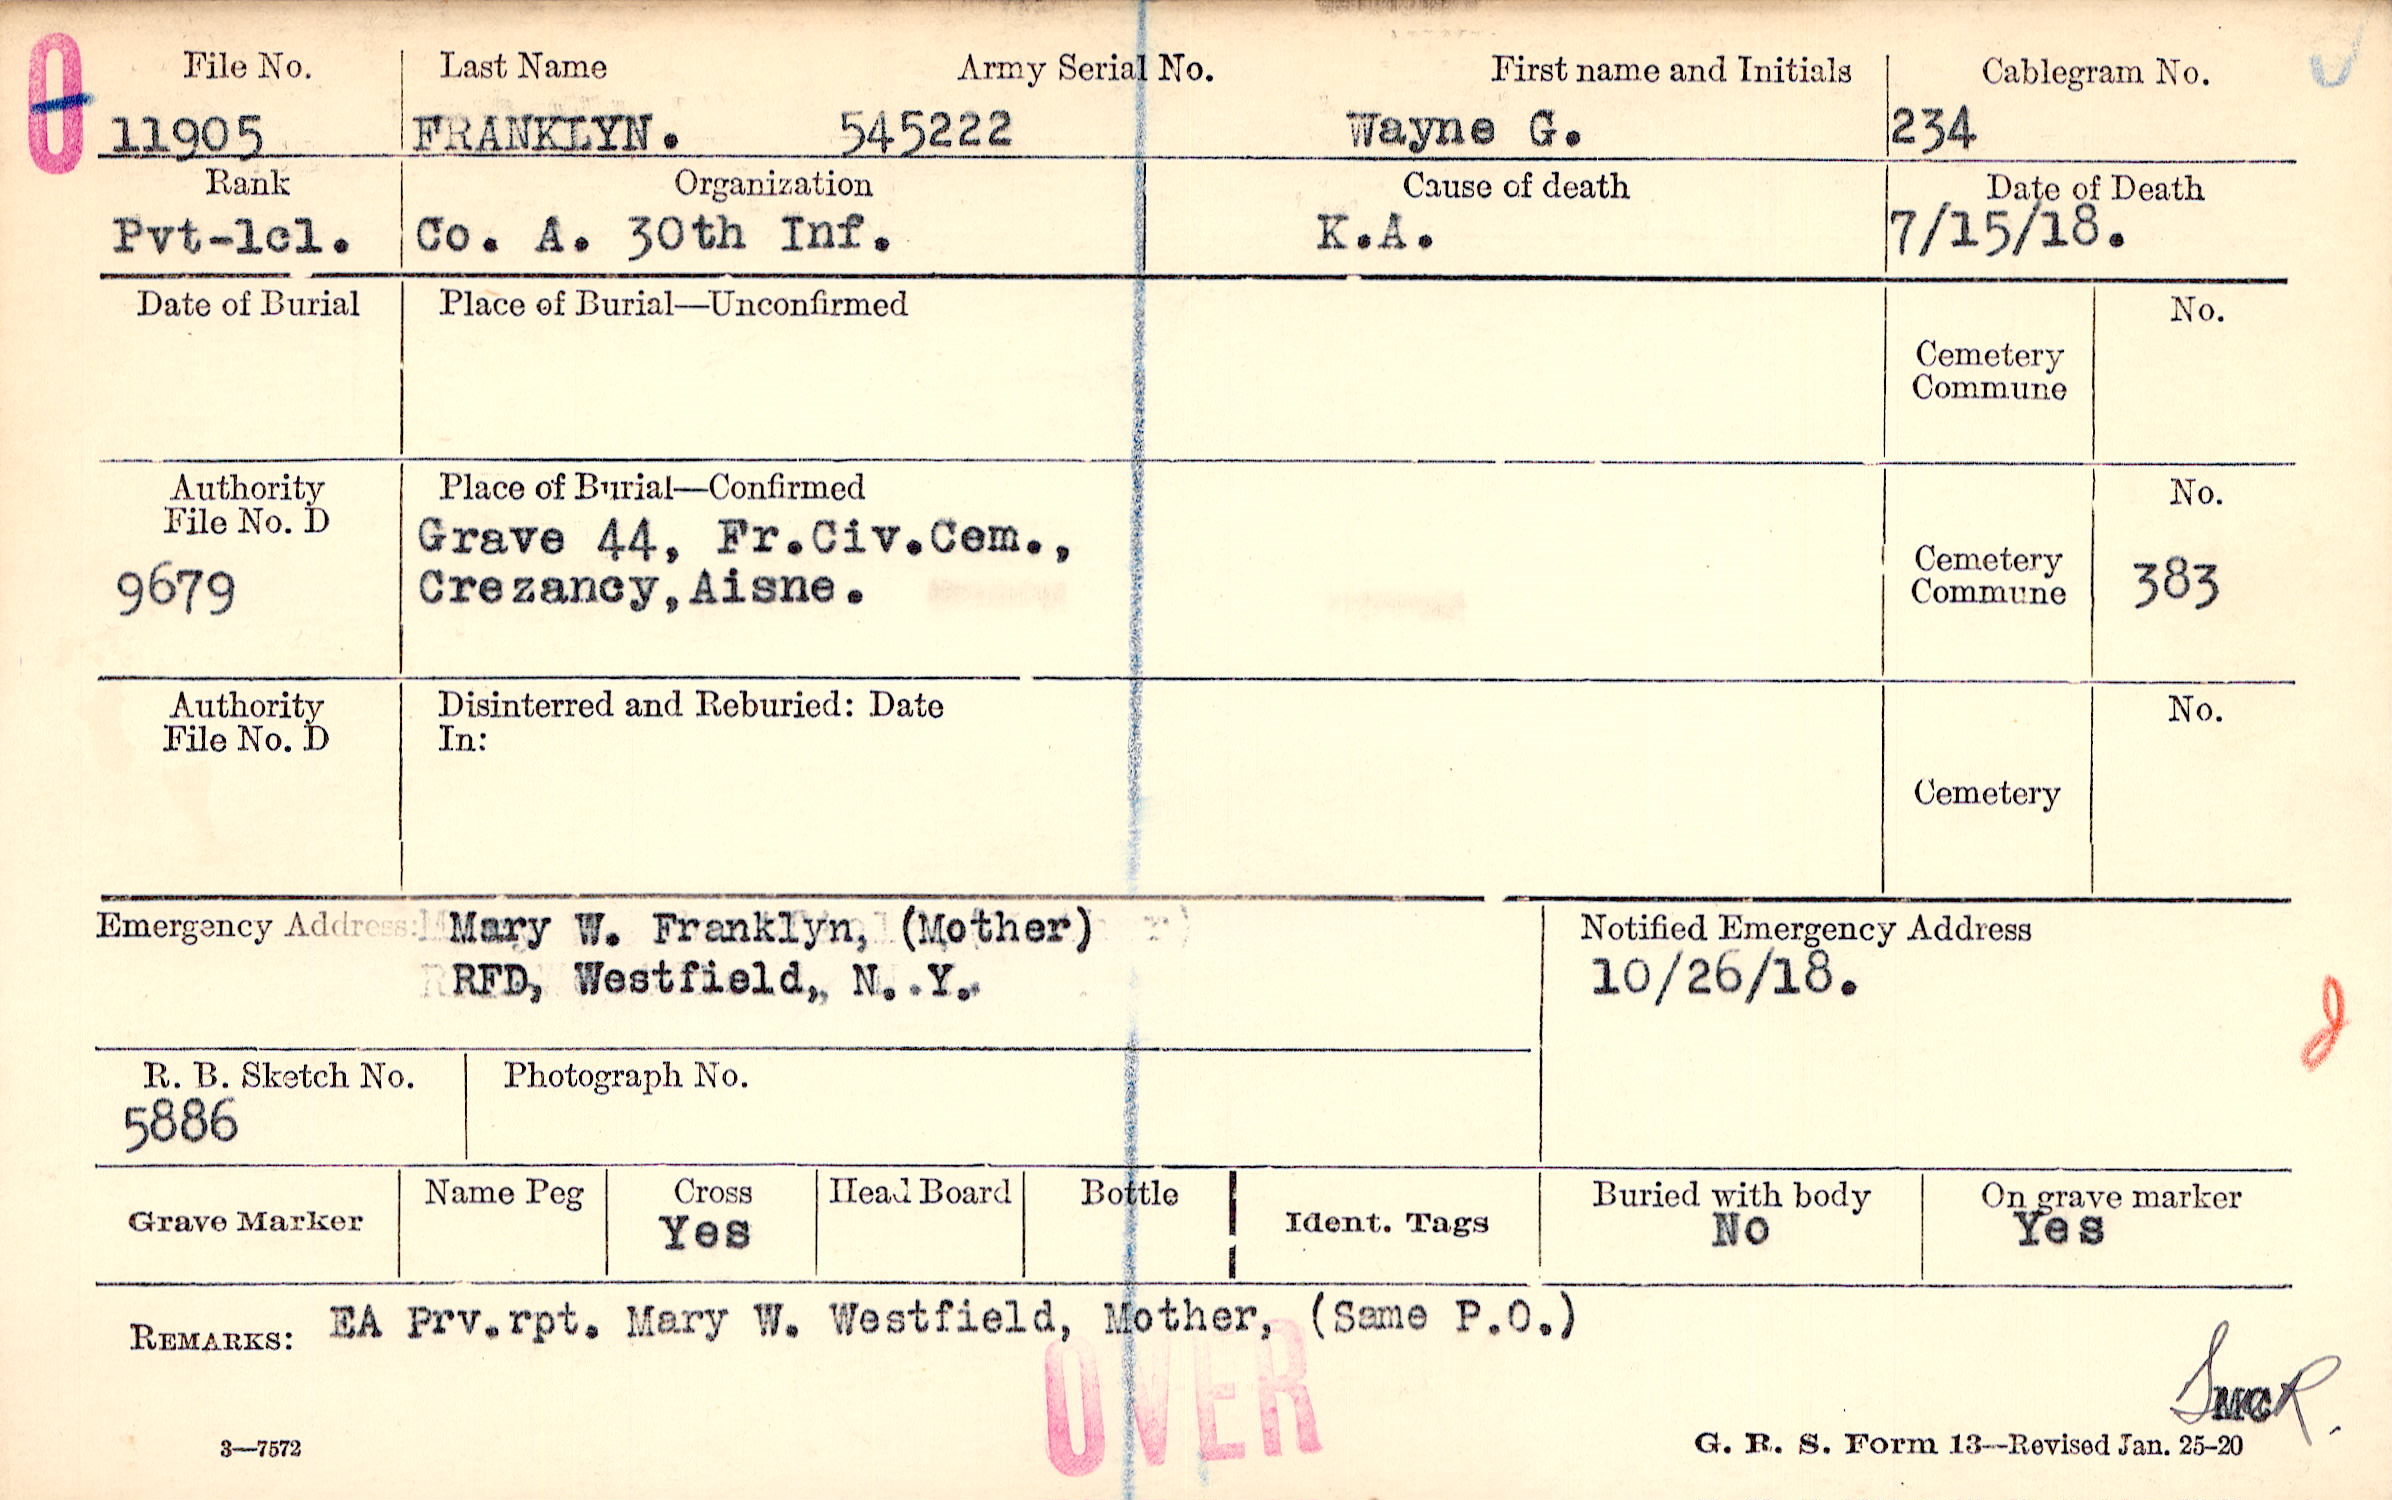 0
File No. Last Name Army Serial No. First name and Initials Cablegram No.
11905 FRANKLYN. 545222 Wayne G. 234
Rank Organization Cause of death Date of Death
Pvt-1cl. Co. A. 30th Inf. K.A. 7/15/18.
Date of Burial Place of Burial—Unconfirmed No.
Cemetery
Commune
Authority Place of Burial—Confirmed No.
File No. D
Grave 44, Fr.Civ.Cem.,
9679 Crezancy,Aisne. Cemetery
Commune 383
Authority Disinterred and Reburied: Date No.
File No. D In:
Cemetery
Emergency Address: Mary W. Franklyn, (Mother) Notified Emergency Address
RFD, Westfield, N. Y. 10/26/18.
R. B. Sketch No. Photograph No.
5886
Grave Marker Name Peg Cross Head Board Bottle Ident. Tags Buried with body On grave marker
Yes No Yes
REMARKS: EA Prv.rpt. Mary W. Westfield, Mother, (Same P.O.)
OVER
3—7572 G. R. S. Form 13—Revised Jan. 25-20